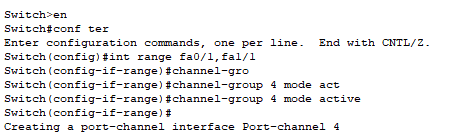 Switch>en
Switch#conf ter
Enter configuration commands, one per line.  End with CNTL/Z.
Switch(config)#int range fa0/1,fa1/1
Switch(config-if-range)#channel-gro
Switch(config-if-range)#channel-group 4 mode act
Switch(config-if-range)#channel-group 4 mode active
Switch(config-if-range)#
Creating a port-channel interface Port-channel 4